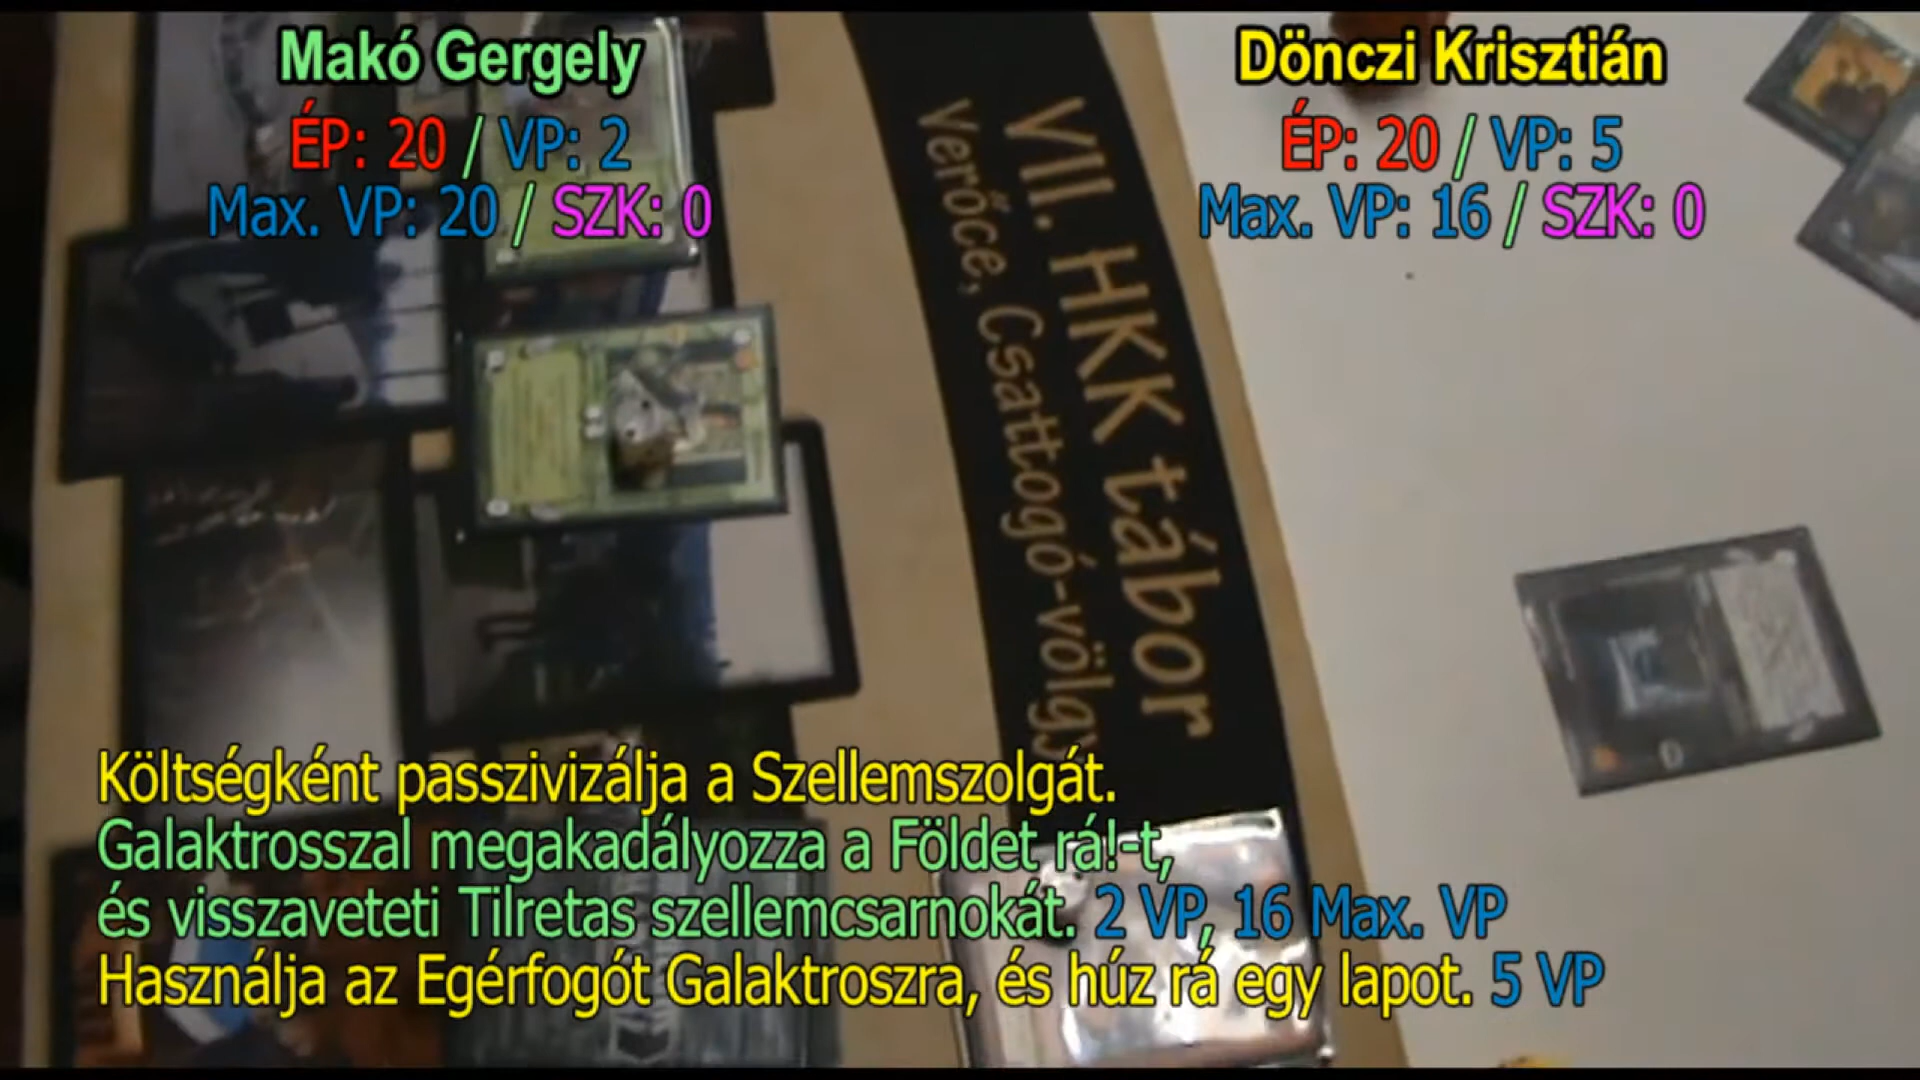 Makó Gergely
ÉP: 20 / VP: 2
Max. VP: 20 / SZK: 0
Dönczi Krisztián
ÉP: 20 / VP: 5
Max. VP: 16 / SZK: 0
VII. HKK tábor
Verőce, Csattogó-völgy
Költségként passzivizálja a Szellemszolgát.
Galaktrosszal megakadályozza a Földet rá!-t,
és visszaveteti Tilretas szellemcsarnokát. 2 VP, 16 Max. VP
Használja az Egérfogót Galaktroszra, és húz rá egy lapot. 5 VP